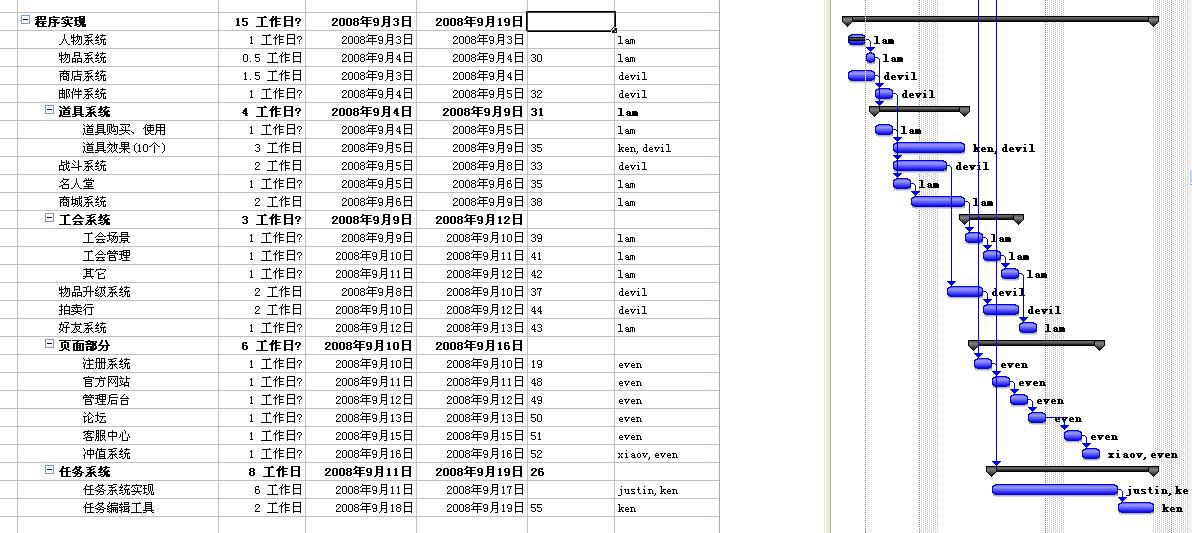 程序实现 15 工作日? 2008年9月3日 2008年9月19日
人物系统 1 工作日? 2008年9月3日 2008年9月3日 lam lam
物品系统 0.5 工作日 2008年9月4日 2008年9月4日 30 lam lam
商店系统 1.5 工作日 2008年9月3日 2008年9月4日 devil devil
邮件系统 1 工作日? 2008年9月4日 2008年9月5日 32 devil devil
道具系统 4 工作日? 2008年9月4日 2008年9月9日 31 lam
道具购买、使用 1 工作日? 2008年9月4日 2008年9月5日 lam lam
道具效果(10个) 3 工作日 2008年9月5日 2008年9月9日 35 ken,devil ken,devil
战斗系统 2 工作日 2008年9月5日 2008年9月8日 33 devil devil
名人堂 1 工作日? 2008年9月5日 2008年9月6日 35 lam lam
商城系统 2 工作日 2008年9月6日 2008年9月9日 38 lam lam
工会系统 3 工作日? 2008年9月9日 2008年9月12日
工会场景 1 工作日? 2008年9月9日 2008年9月10日 39 lam lam
工会管理 1 工作日? 2008年9月10日 2008年9月11日 41 lam lam
其它 1 工作日? 2008年9月11日 2008年9月12日 42 lam lam
物品升级系统 2 工作日 2008年9月8日 2008年9月10日 37 devil devil
拍卖行 2 工作日 2008年9月10日 2008年9月12日 44 devil devil
好友系统 1 工作日? 2008年9月12日 2008年9月13日 43 lam lam
页面部分 6 工作日? 2008年9月10日 2008年9月16日
注册系统 1 工作日? 2008年9月10日 2008年9月10日 19 even even
官方网站 1 工作日? 2008年9月11日 2008年9月11日 48 even even
管理后台 1 工作日? 2008年9月12日 2008年9月12日 49 even even
论坛 1 工作日? 2008年9月13日 2008年9月13日 50 even even
客服中心 1 工作日? 2008年9月15日 2008年9月15日 51 even even
冲值系统 1 工作日? 2008年9月16日 2008年9月16日 52 xiaov,even xiaov,even
任务系统 8 工作日 2008年9月11日 2008年9月19日 26
任务系统实现 6 工作日 2008年9月11日 2008年9月17日 justin,ken justin,ke
任务编辑工具 2 工作日 2008年9月18日 2008年9月19日 55 ken ken